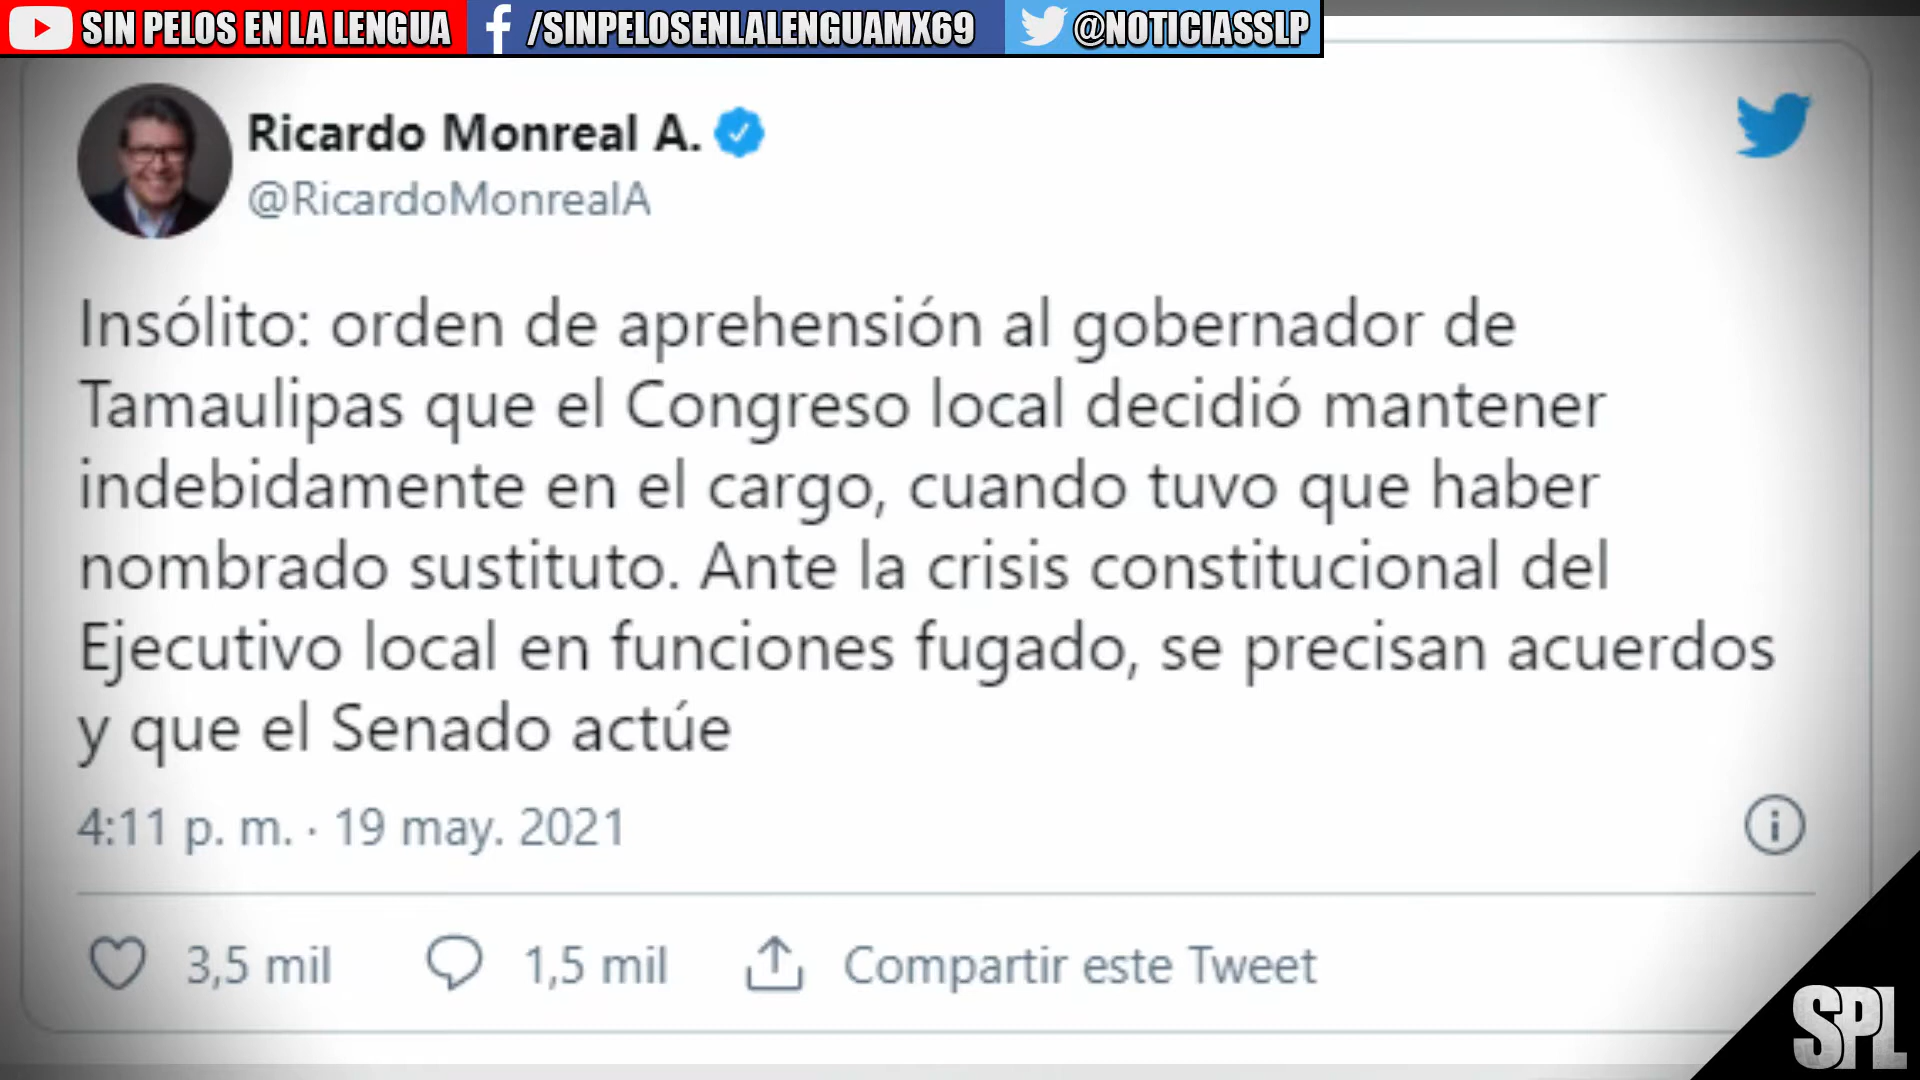 SIN PELOS EN LA LENGUA /SINPELOSENLALENGUAMX69 @NOTICIASSLP
Ricardo Monreal A.
@RicardoMonrealA
Insólito: orden de aprehensión al gobernador de
Tamaulipas que el Congreso local decidió mantener
indebidamente en el cargo, cuando tuvo que haber
nombrado sustituto. Ante la crisis constitucional del
Ejecutivo local en funciones fugado, se precisan acuerdos
y que el Senado actúe
4:11 p. m. · 19 may. 2021
3,5 mil 1,5 mil Compartir este Tweet
SPL